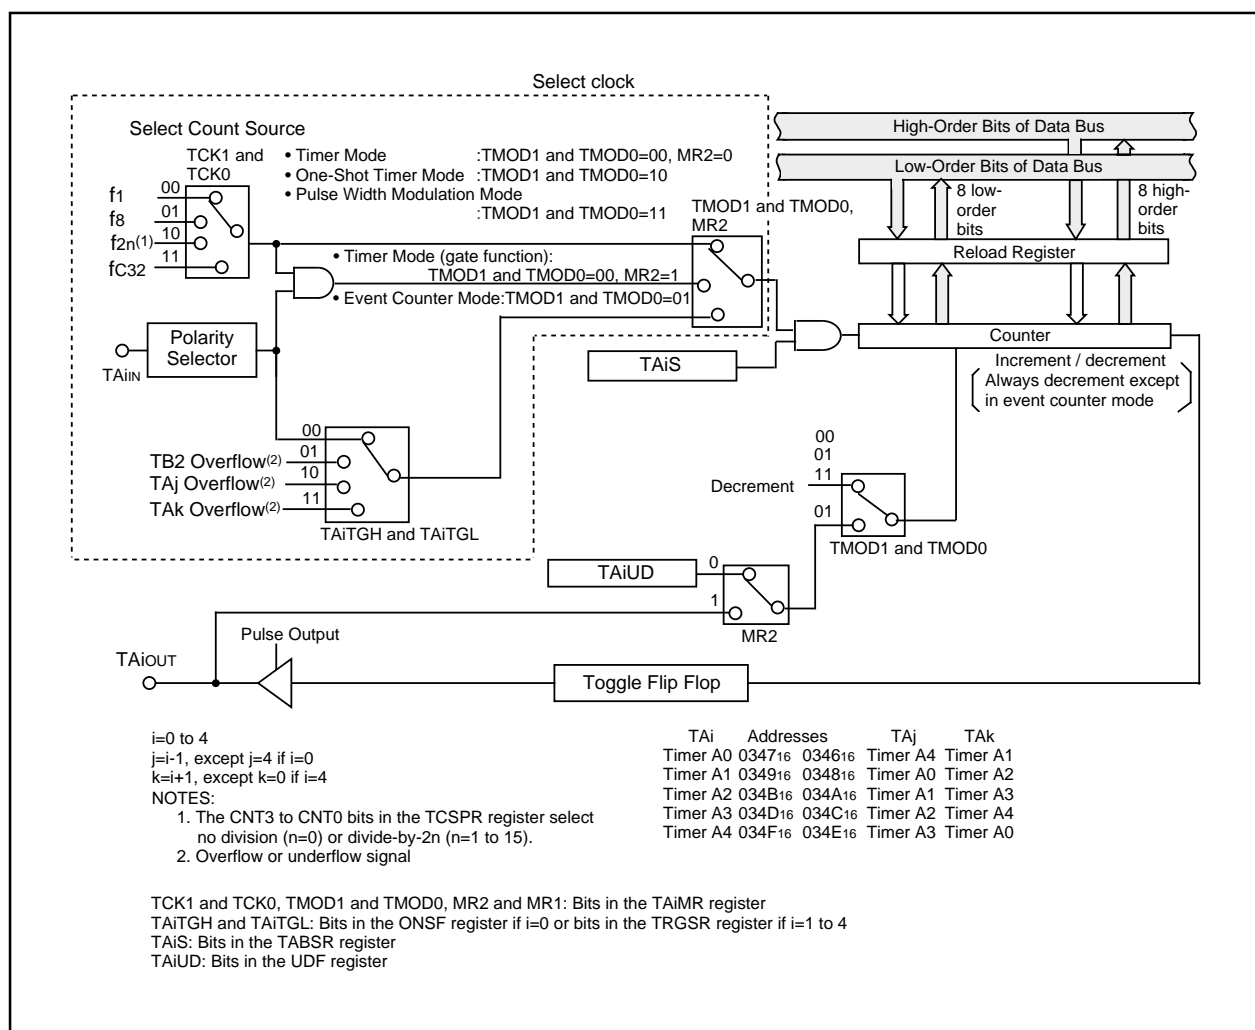 Select clock
Select Count Source
High-Order Bits of Data Bus
Low-Order Bits of Data Bus
TCK1 and
TCK0
• Timer Mode :TMOD1 and TMOD0=00, MR2=0
• One-Shot Timer Mode :TMOD1 and TMOD0=10
• Pulse Width Modulation Mode
:TMOD1 and TMOD0=11
f1 00
f8 01
f2n(1) 10
fC32 11
8 low-
order
bits
8 high-
order
bits
TMOD1 and TMOD0,
MR2
Reload Register
• Timer Mode (gate function):
TMOD1 and TMOD0=00, MR2=1
• Event Counter Mode:TMOD1 and TMOD0=01
Polarity
Selector
TAiIN
Counter
TAiS
Increment / decrement
Always decrement except
in event counter mode
00
TB2 Overflow(2) 01
TAj Overflow(2) 10
TAk Overflow(2) 11
TAiTGH and TAiTGL
00
01
Decrement 11
01
TMOD1 and TMOD0
TAiUD 0
1
MR2
Pulse Output
TAiOUT
Toggle Flip Flop
i=0 to 4
j=i-1, except j=4 if i=0
k=i+1, except k=0 if i=4
NOTES:
1. The CNT3 to CNT0 bits in the TCSPR register select
no division (n=0) or divide-by-2n (n=1 to 15).
2. Overflow or underflow signal
TAi Addresses TAj TAk
Timer A0 034716 034616 Timer A4 Timer A1
Timer A1 034916 034816 Timer A0 Timer A2
Timer A2 034B16 034A16 Timer A1 Timer A3
Timer A3 034D16 034C16 Timer A2 Timer A4
Timer A4 034F16 034E16 Timer A3 Timer A0
TCK1 and TCK0, TMOD1 and TMOD0, MR2 and MR1: Bits in the TAiMR register
TAiTGH and TAiTGL: Bits in the ONSF register if i=0 or bits in the TRGSR register if i=1 to 4
TAiS: Bits in the TABSR register
TAiUD: Bits in the UDF register